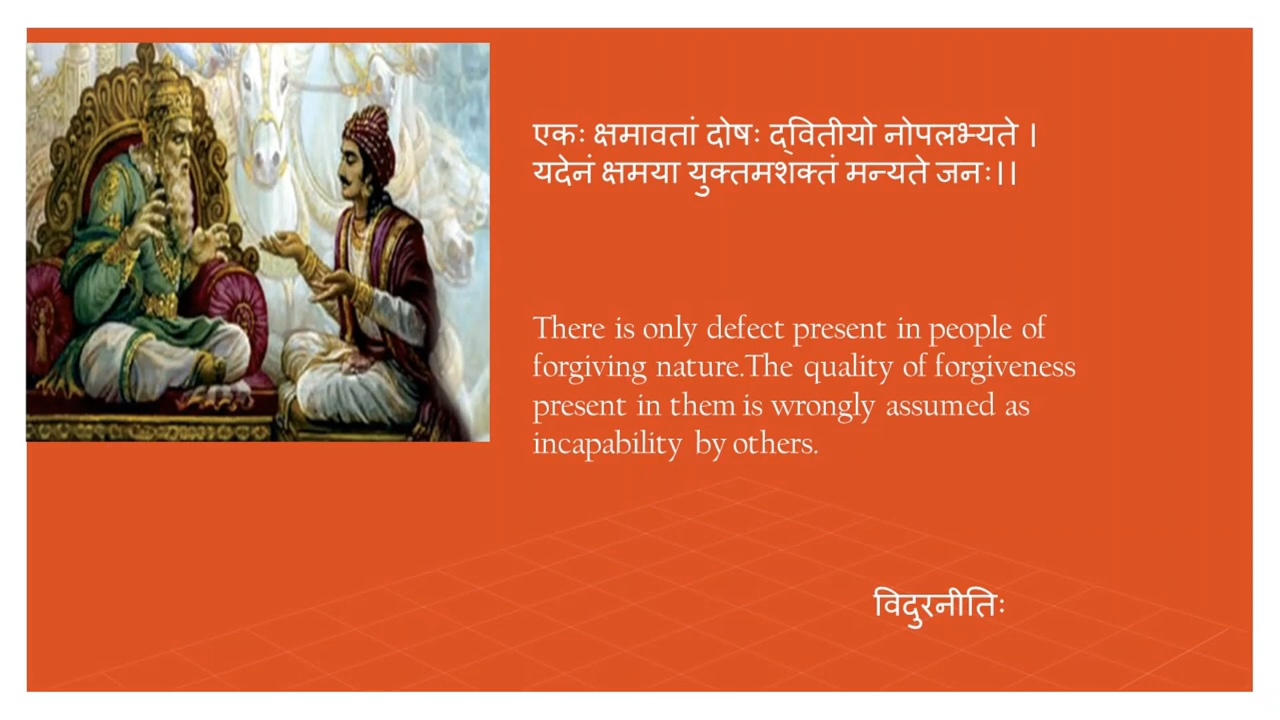 एकः क्षमावतां दोषः द्वितीयो नोपलभ्यते ।
यदेनं क्षमया युक्तमशक्तं मन्यते जनः।।
There is only defect present in people of
forgiving nature.The quality of forgiveness
present in them is wrongly assumed as
incapability by others.
विदुरनीतिः